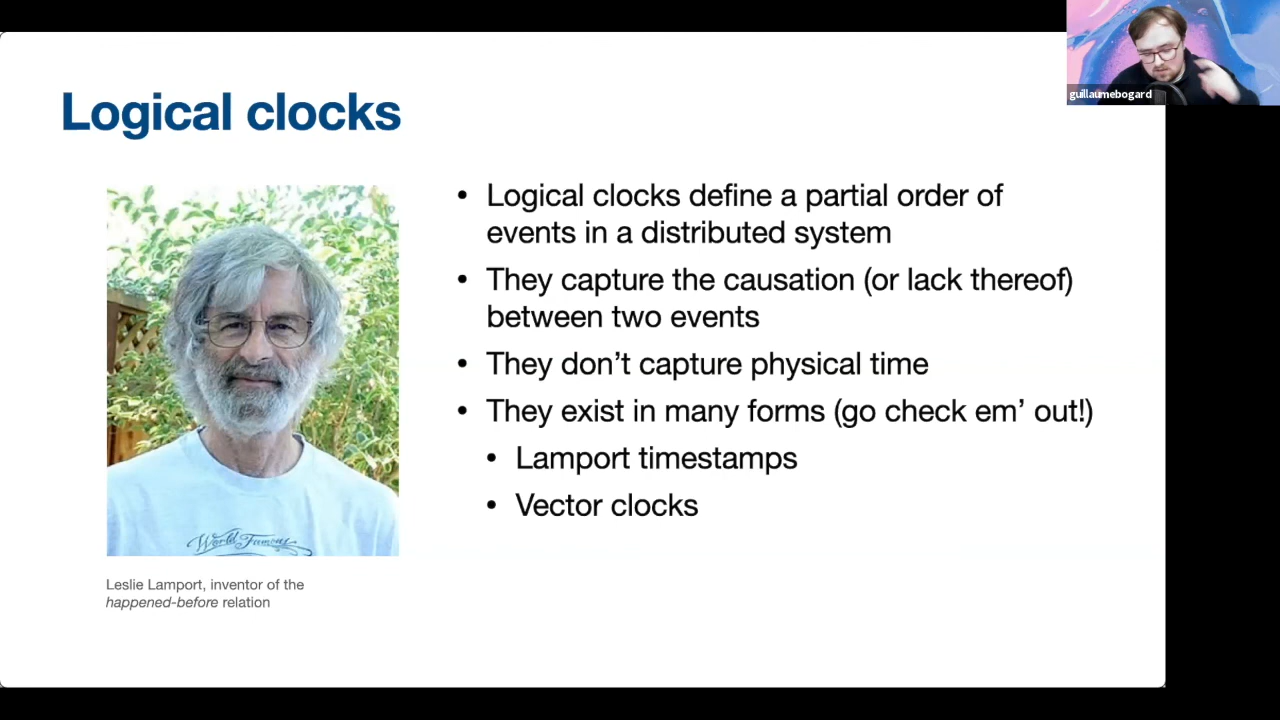 guillaumebogard
Logical clocks
• Logical clocks define a partial order of
events in a distributed system
• They capture the causation (or lack thereof)
between two events
• They don’t capture physical time
• They exist in many forms (go check em’ out!)
• Lamport timestamps
• Vector clocks
World Famous
Leslie Lamport, inventor of the
happened-before relation